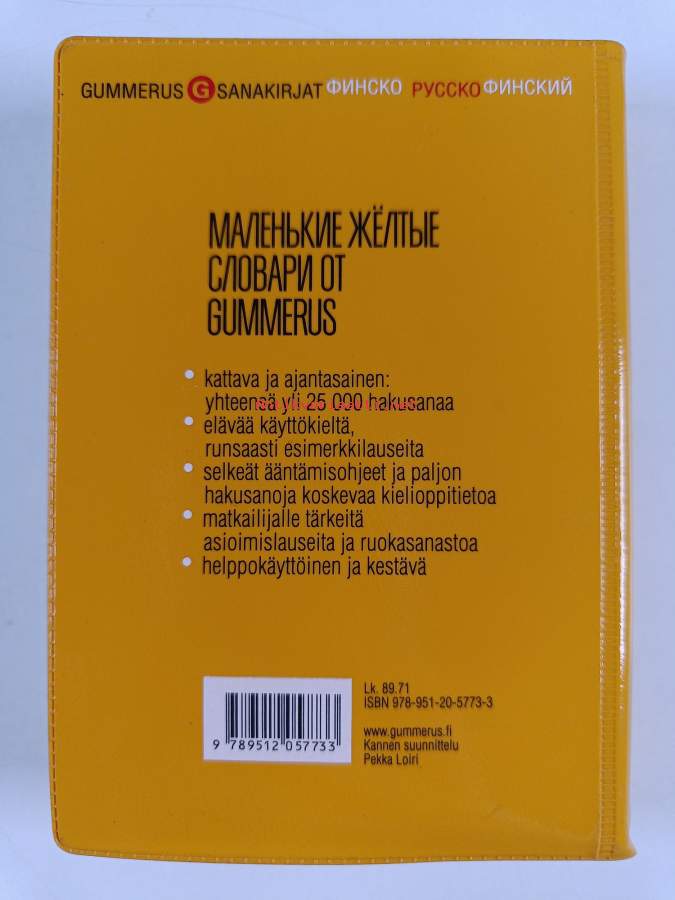 GUMMERUS G SANAKIRJAT ФИНСКО РУССКО ФИНСКИЙ
МАЛЕНЬКИЕ ЖЁЛТЫЕ
СЛОВАРИ ОТ
GUMMERUS
• kattava ja ajantasainen:
yhteensä yli 25 000 hakusanaa
• elävää käyttökieltä,
runsaasti esimerkkilauseita
• selkeät ääntämisohjeet ja paljon
hakusanoja koskevaa kielioppitietoa
• matkailijalle tärkeitä
asioimislauseita ja ruokasanastoa
• helppokäyttöinen ja kestävä
Lk. 89.71
ISBN 978-951-20-5773-3
www.gummerus.fi
Kannen suunnittelu
Pekka Loiri
9 789512 057733